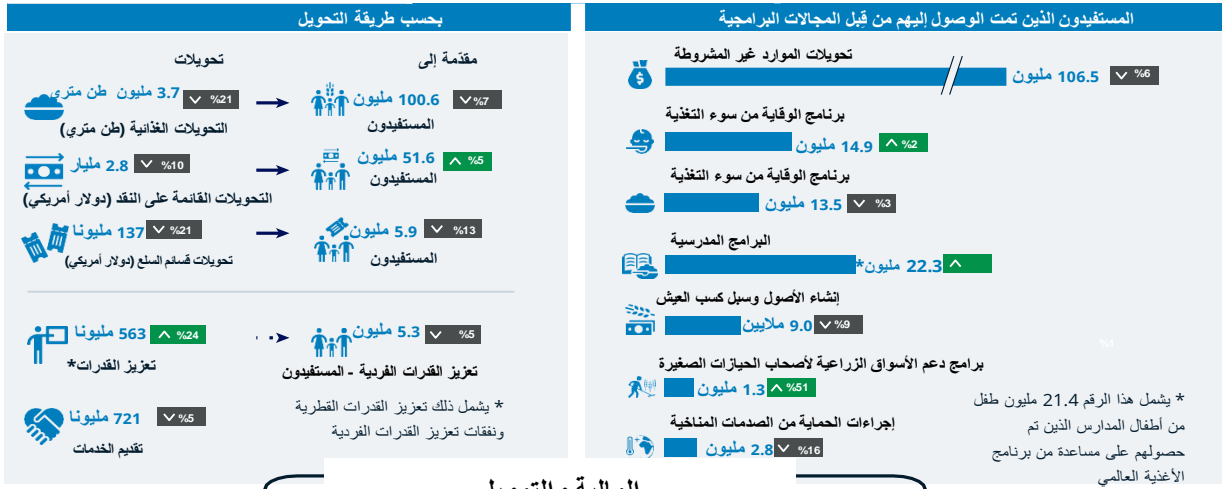 المستفيدون الذين تمت الوصول إليهم من قِبل المجالات البرامجية
تحويلات الموارد غير المشروطة
106.5 مليون %6
برنامج الوقاية من سوء التغذية
14.9 مليون %2
برنامج الوقاية من سوء التغذية
13.5 مليون %3
البرامج المدرسية
22.3 مليون*
إنشاء الأصول وسبل كسب العيش
9.0 ملايين %9
%1
برامج دعم الأسواق الزراعية لأصحاب الحيازات الصغيرة
1.3 مليون %51
إجراءات الحماية من الصدمات المناخية
2.8 مليون %16
* يشمل هذا الرقم 21.4 مليون طفل
من أطفال المدارس الذين تم
حصولهم على مساعدة من برنامج
الأغذية العالمي
بحسب طريقة التحويل
مقدّمة إلى تحويلات
100.6 مليون %7
المستفيدون
3.7 مليون طن متري %21
التحويلات الغذائية (طن متري)
51.6 مليون %5
المستفيدون
2.8 مليار %10
التحويلات القائمة على النقد (دولار أمريكي)
5.9 مليون %13
المستفيدون
137 مليونا %21
تحويلات قسائم السلع (دولار أمريكي)
5.3 مليون %5
تعزيز القدرات الفردية - المستفيدون
563 مليونا %24
تعزيز القدرات*
* يشمل ذلك تعزيز القدرات القطرية
ونفقات تعزيز القدرات الفردية
721 مليونا %5
تقديم الخدمات